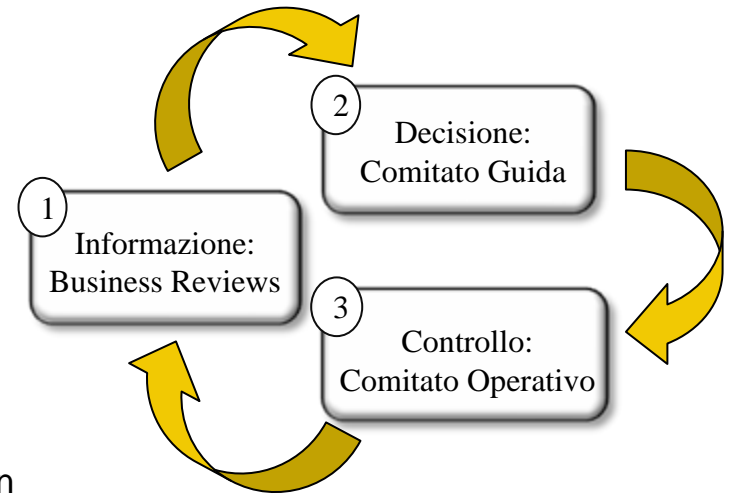 1
Informazione:
Business Reviews
2
Decisione:
Comitato Guida
3
Controllo:
Comitato Operativo